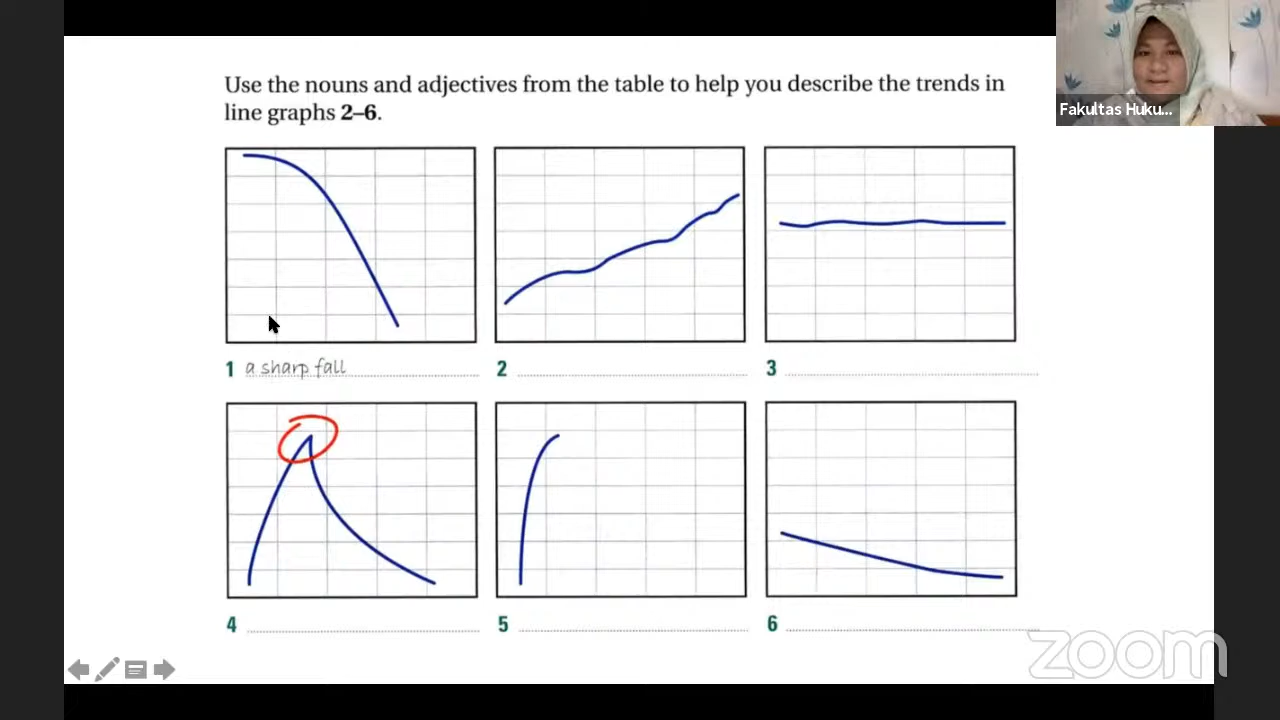 Use the nouns and adjectives from the table to help you describe the trends in
line graphs 2–6.
Fakultas Huku...
1 a sharp fall
2
3
4
5
6
zoom